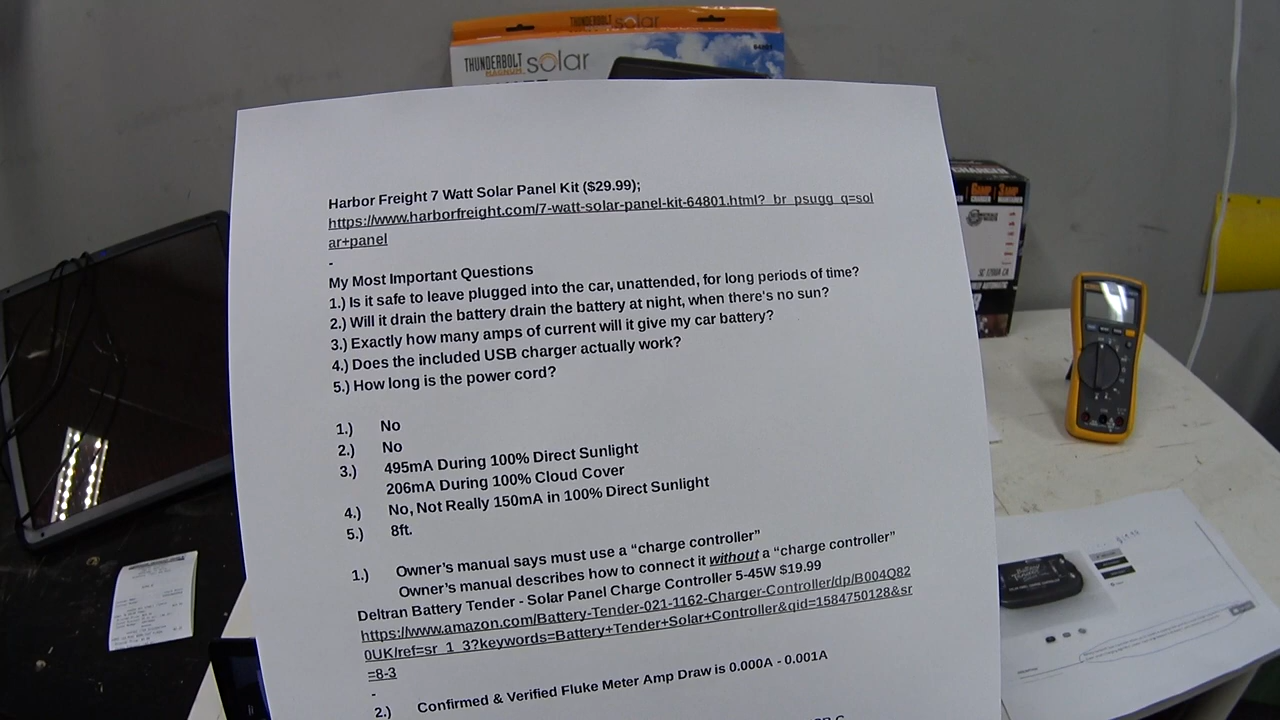 THUNDERBOLT solar
THUNDERBOLT solar
MAGNUM
64801
Harbor Freight 7 Watt Solar Panel Kit ($29.99);
https://www.harborfreight.com/7-watt-solar-panel-kit-64801.html?_br_psugg_q=sol
ar+panel
-
My Most Important Questions
1.) Is it safe to leave plugged into the car, unattended, for long periods of time?
2.) Will it drain the battery drain the battery at night, when there's no sun?
3.) Exactly how many amps of current will it give my car battery?
4.) Does the included USB charger actually work?
5.) How long is the power cord?
1.) No
2.) No
3.) 495mA During 100% Direct Sunlight
206mA During 100% Cloud Cover
4.) No, Not Really 150mA in 100% Direct Sunlight
5.) 8ft.
1.) Owner's manual says must use a “charge controller”
Owner's manual describes how to connect it without a “charge controller”
Deltran Battery Tender - Solar Panel Charge Controller 5-45W $19.99
https://www.amazon.com/Battery-Tender-021-1162-Charger-Controller/dp/B004Q82
0UK/ref=sr_1_3?keywords=Battery+Tender+Solar+Controller&qid=1584750128&sr
=8-3
-
2.) Confirmed & Verified Fluke Meter Amp Draw is 0.000A - 0.001A
CHARGER
6AMP 3AMP